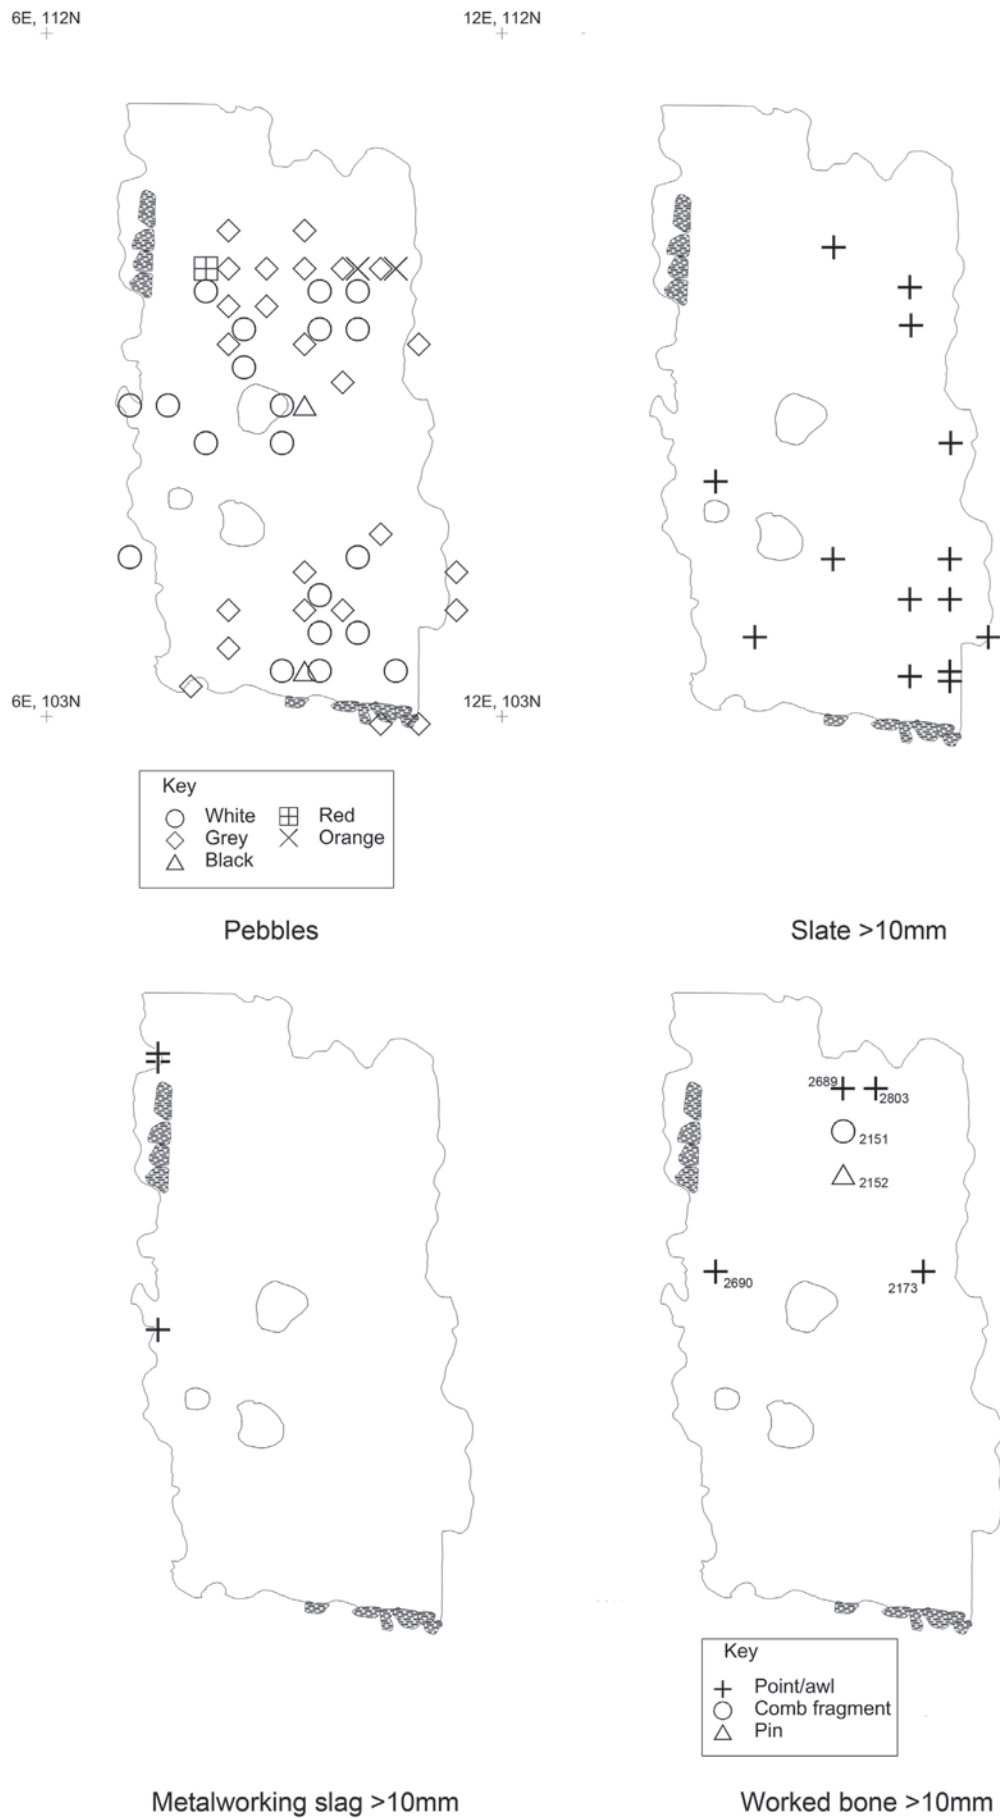 6E, 112N
12E, 112N
6E, 103N
12E, 103N
Key
White
Red
Grey
Orange
Black
Pebbles
Slate >10mm
2689
2803
2151
2152
2690
2173
Key
Point/awl
Comb fragment
Pin
Metalworking slag >10mm
Worked bone >10mm